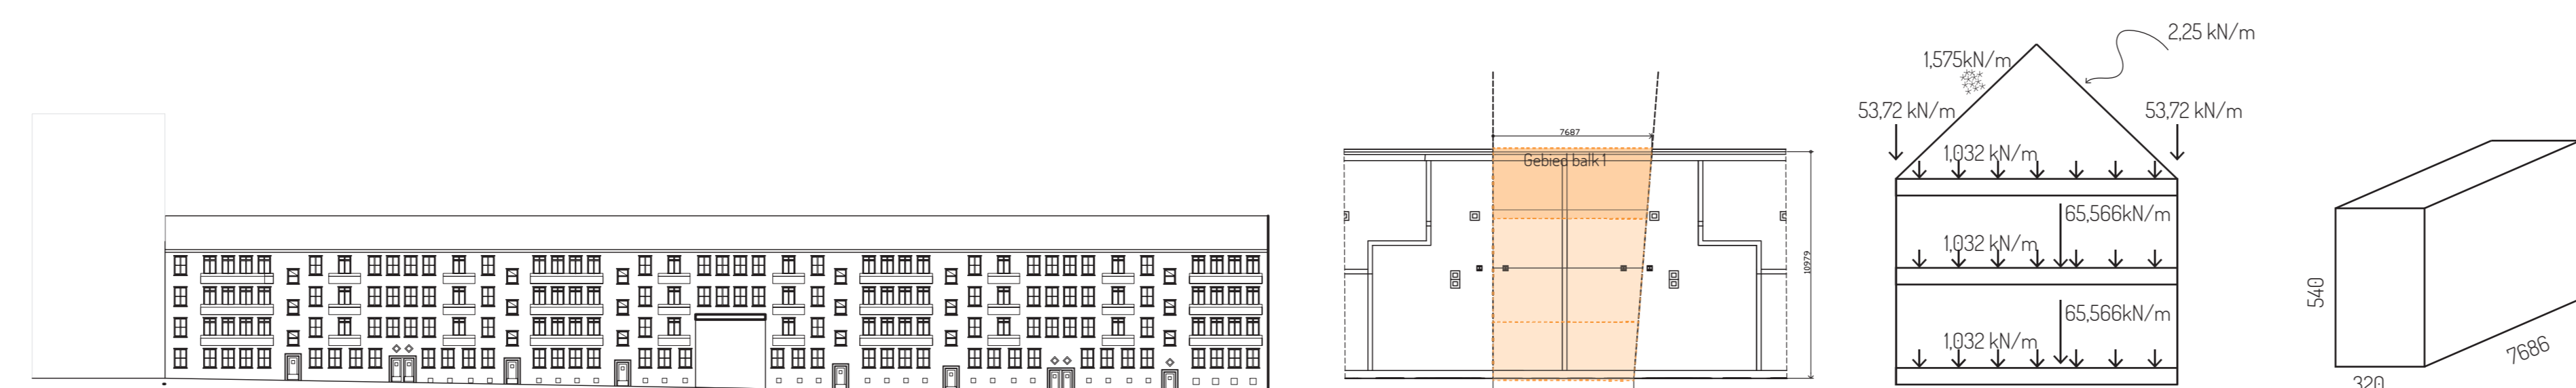 7687
Gebied balk 1
10979
2,25 kN/m
1,575kN/m
53,72 kN/m
53,72 kN/m
1,032 kN/m
65,566kN/m
1,032 kN/m
65,566kN/m
1,032 kN/m
540
7686
320